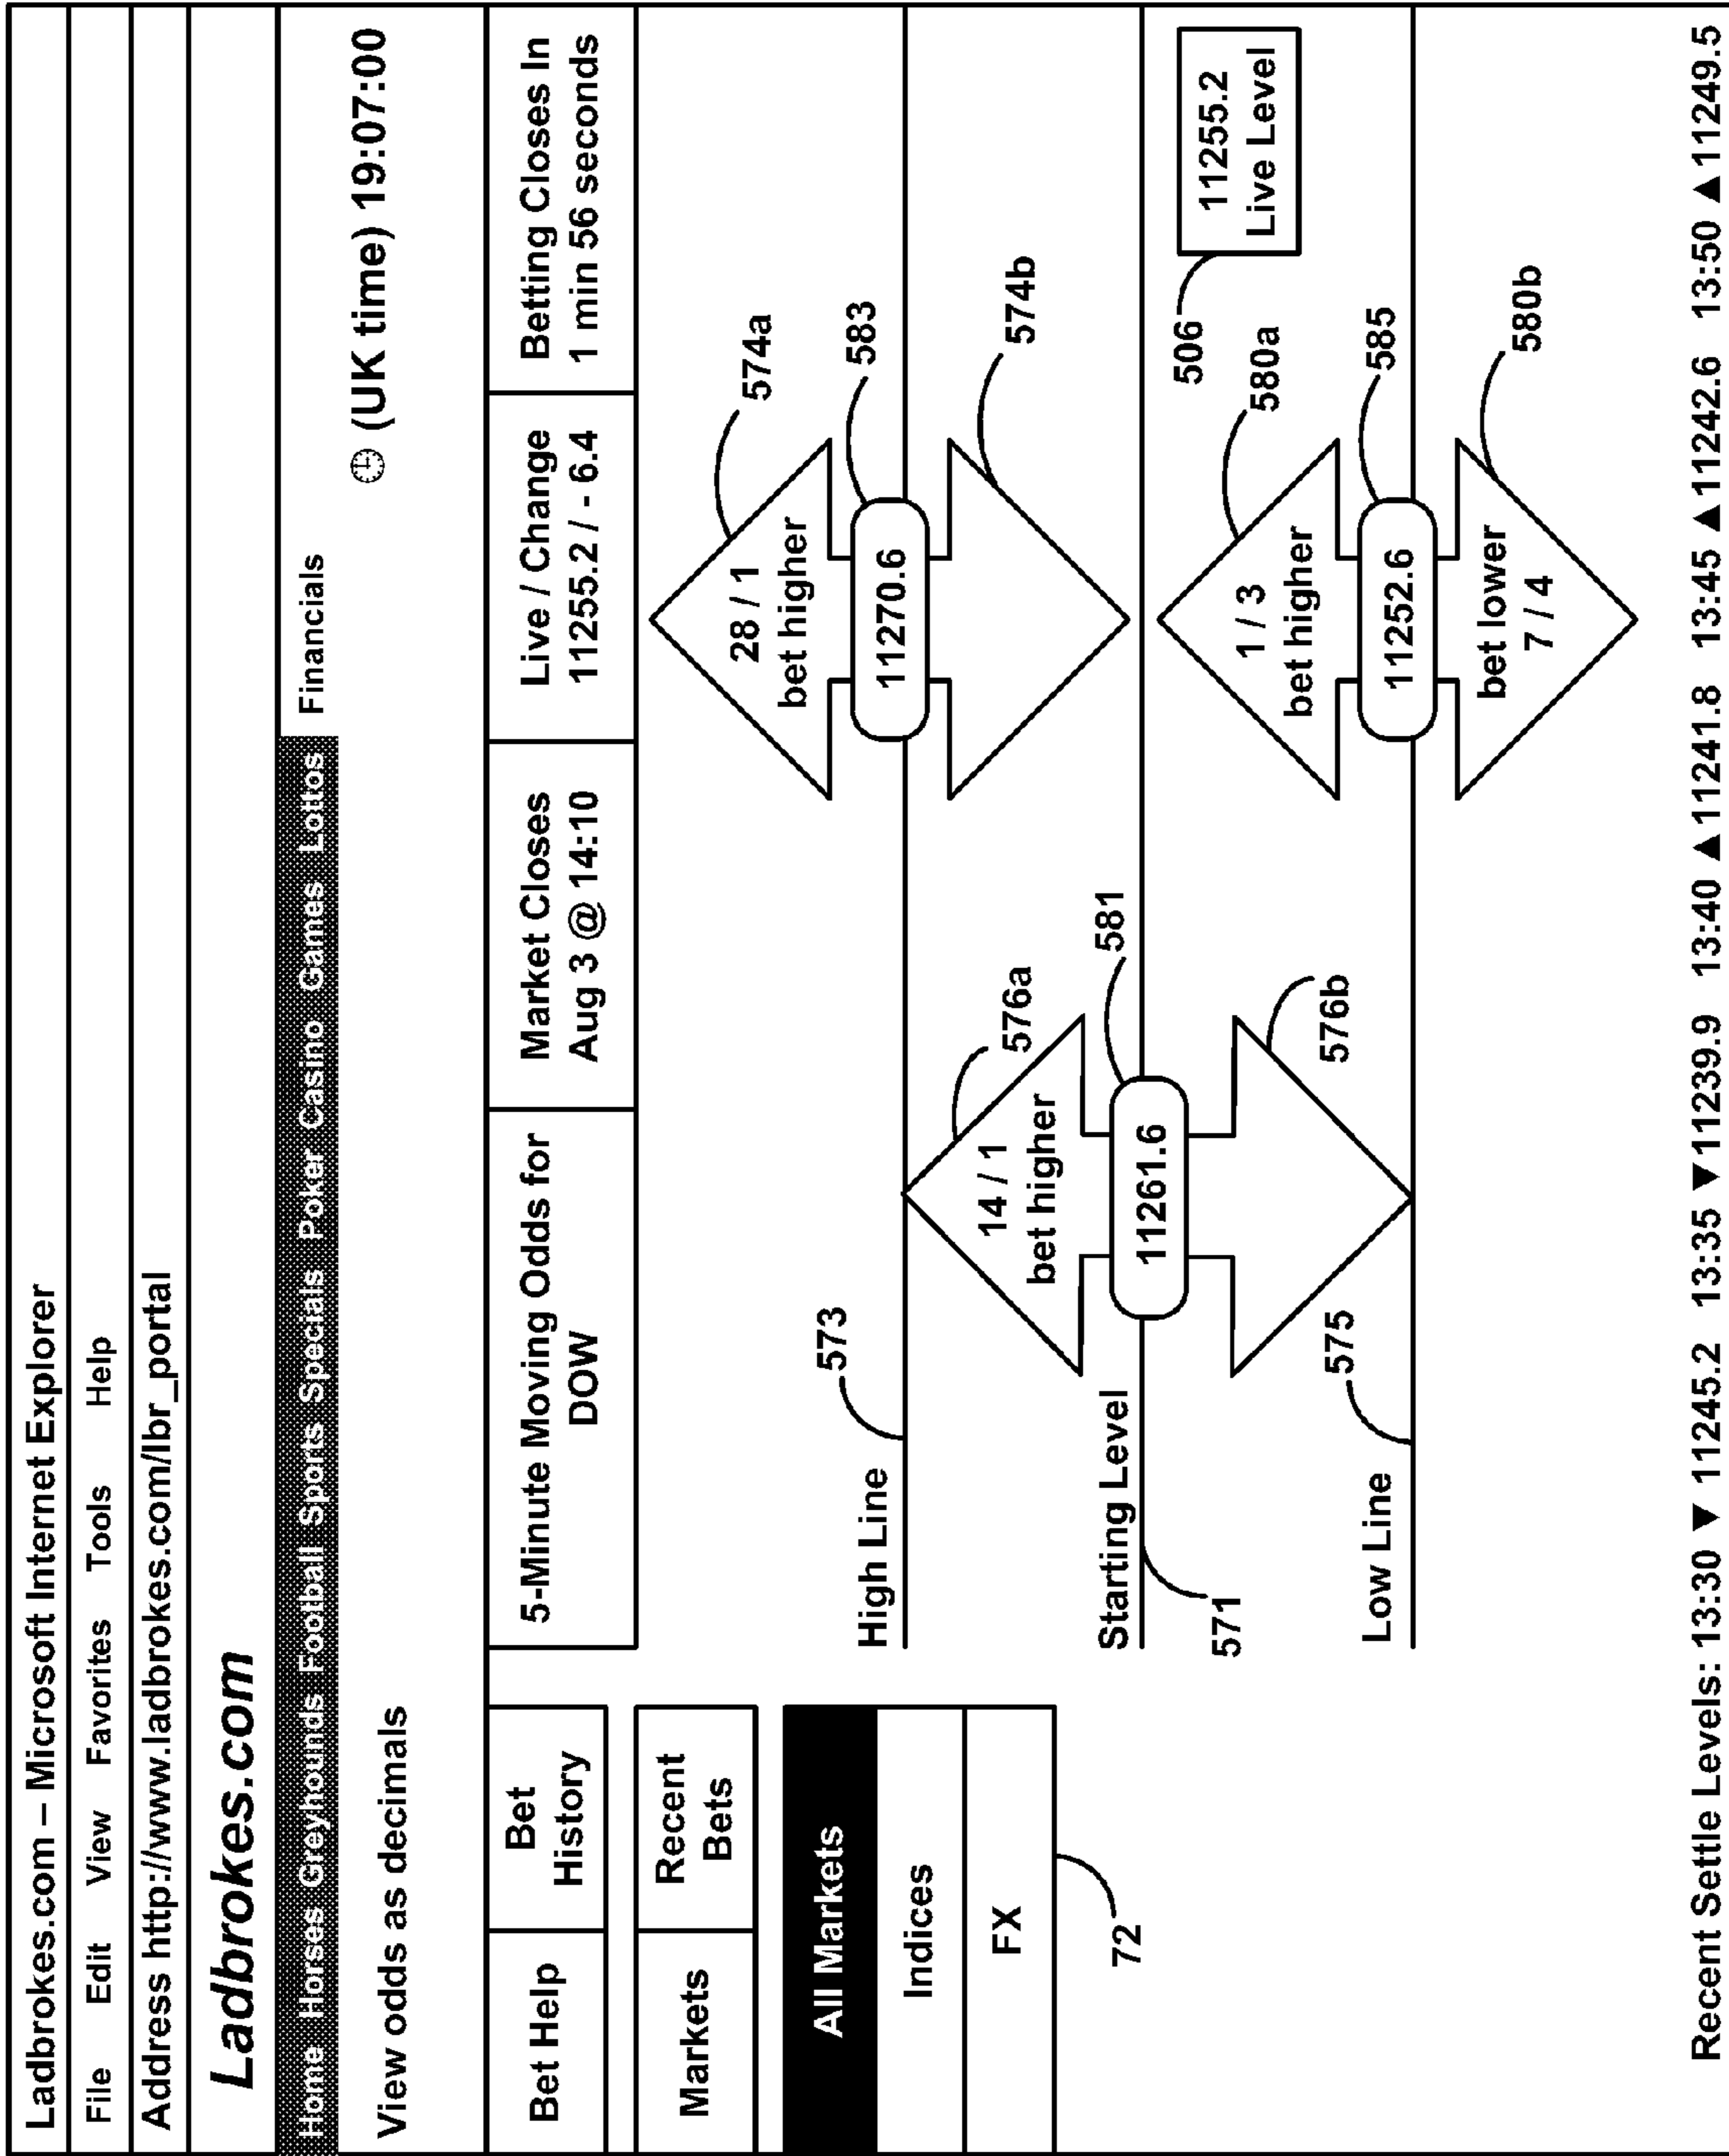 Ladbrokes.com – Microsoft Internet Explorer
File Edit View Favorites Tools Help
Address http://www.ladbrokes.com/lbr_portal
Ladbrokes.com
Home Horses Greyhounds Football Sports Specials Poker Casino Games Lottos Financials
View odds as decimals
(UK time) 19:07:00
Bet Help
Bet
History
Markets
Recent
Bets
All Markets
Indices
FX
72
5-Minute Moving Odds for
DOW
Market Closes
Aug 3 @ 14:10
Live / Change
11255.2 / - 6.4
Betting Closes In
1 min 56 seconds
High Line
573
28 / 1
bet higher
574a
11270.6
583
574b
Starting Level
571
14 / 1
bet higher
576a
11261.6
581
576b
11255.2
Live Level
506
Low Line
575
1 / 3
bet higher
580a
11252.6
585
bet lower
7 / 4
580b
Recent Settle Levels: 13:30 ▼ 11245.2 13:35 ▼11239.9 13:40 ▲11241.8 13:45 ▲11242.6 13:50 ▲11249.5